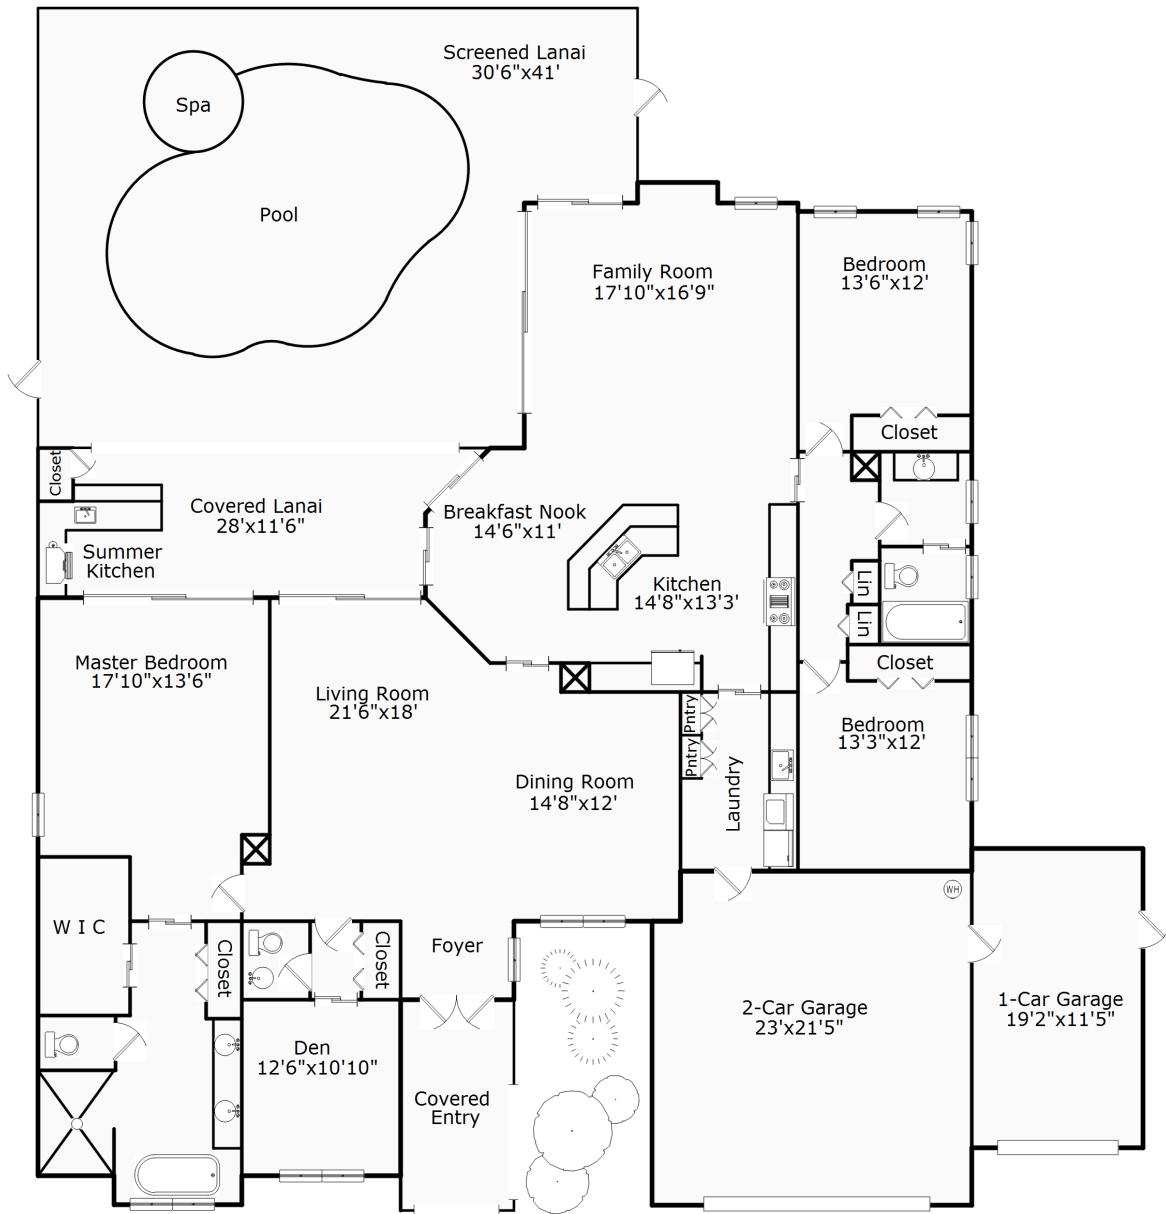 Screened Lanai
30'6"x41'
Spa
Pool
Family Room
17'10"x16'9"
Bedroom
13'6"x12'
Closet
Closet
Covered Lanai
28'x11'6"
Breakfast Nook
14'6"x11'
Summer
Kitchen
Kitchen
14'8"x13'3'
Lin
Lin
Closet
Master Bedroom
17'10"x13'6"
Living Room
21'6"x18'
Pntry
Pntry
Bedroom
13'3"x12'
Dining Room
14'8"x12'
Laundry
WH
W I C
Closet
Closet
Foyer
2-Car Garage
23'x21'5"
1-Car Garage
19'2"x11'5"
Den
12'6"x10'10"
Covered
Entry